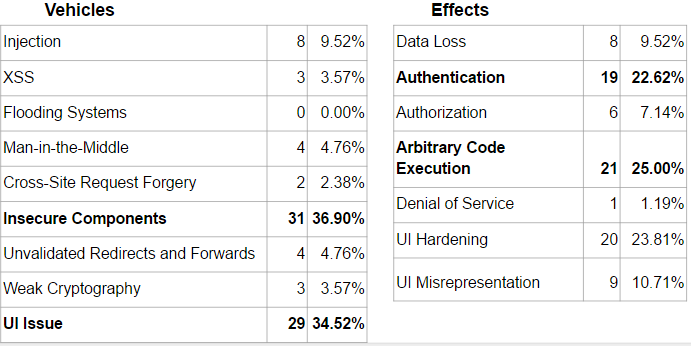 Vehicles
Injection 8 9.52%
XSS 3 3.57%
Flooding Systems 0 0.00%
Man-in-the-Middle 4 4.76%
Cross-Site Request Forgery 2 2.38%
Insecure Components 31 36.90%
Unvalidated Redirects and Forwards 4 4.76%
Weak Cryptography 3 3.57%
UI Issue 29 34.52%
Effects
Data Loss 8 9.52%
Authentication 19 22.62%
Authorization 6 7.14%
Arbitrary Code
Execution 21 25.00%
Denial of Service 1 1.19%
UI Hardening 20 23.81%
UI Misrepresentation 9 10.71%